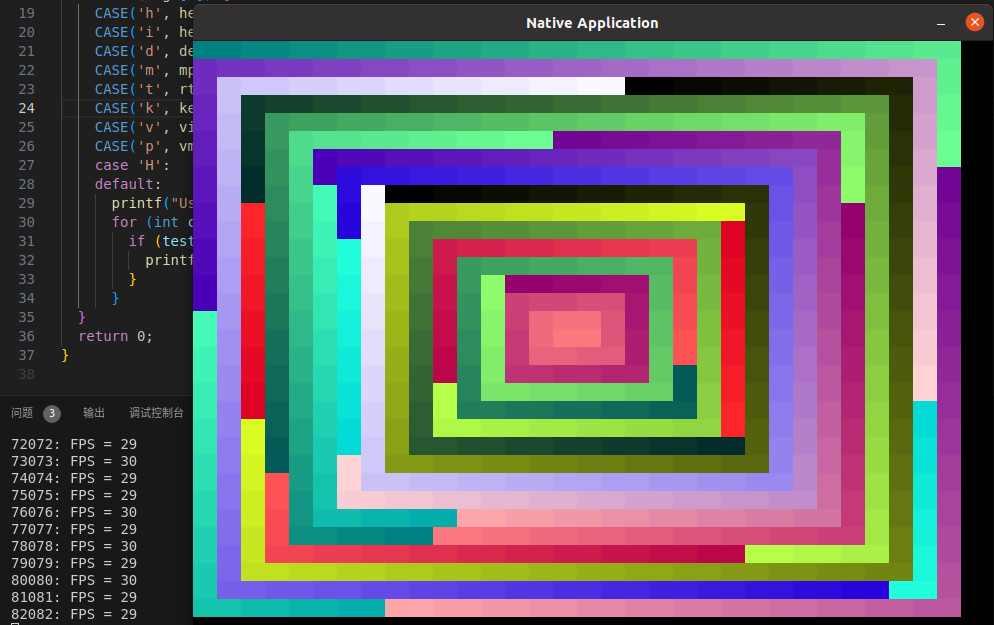 Native Application
19 CASE('h', he
20 CASE('i', he
21 CASE('d', de
22 CASE('m', mp
23 CASE('t', rt
24 CASE('k', ke
25 CASE('v', vi
26 CASE('p', vm
27 case 'H':
28 default:
29 printf("Us
30 for (int c
31 if (test
32 printf
33 }
34 }
35 }
36 return 0;
37 }
38
问题 3 输出 调试控制台
72072: FPS = 29
73073: FPS = 30
74074: FPS = 29
75075: FPS = 29
76076: FPS = 30
77077: FPS = 29
78078: FPS = 30
79079: FPS = 29
80080: FPS = 30
81081: FPS = 29
82082: FPS = 29